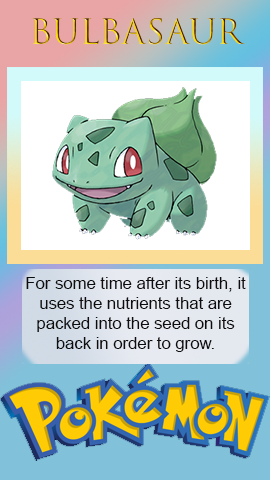 BULBASAUR
For some time after its birth, it
uses the nutrients that are
packed into the seed on its
back in order to grow.
POKéMON